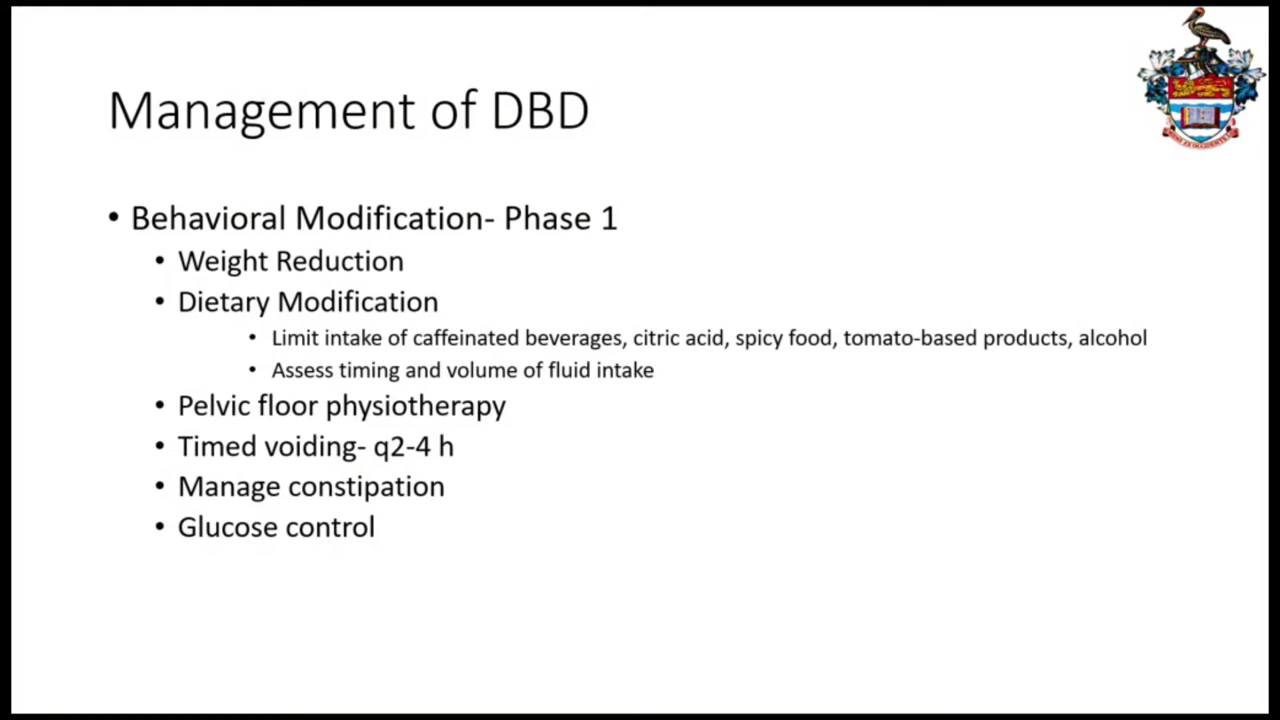 Management of DBD
• Behavioral Modification- Phase 1
• Weight Reduction
• Dietary Modification
• Limit intake of caffeinated beverages, citric acid, spicy food, tomato-based products, alcohol
• Assess timing and volume of fluid intake
• Pelvic floor physiotherapy
• Timed voiding- q2-4 h
• Manage constipation
• Glucose control